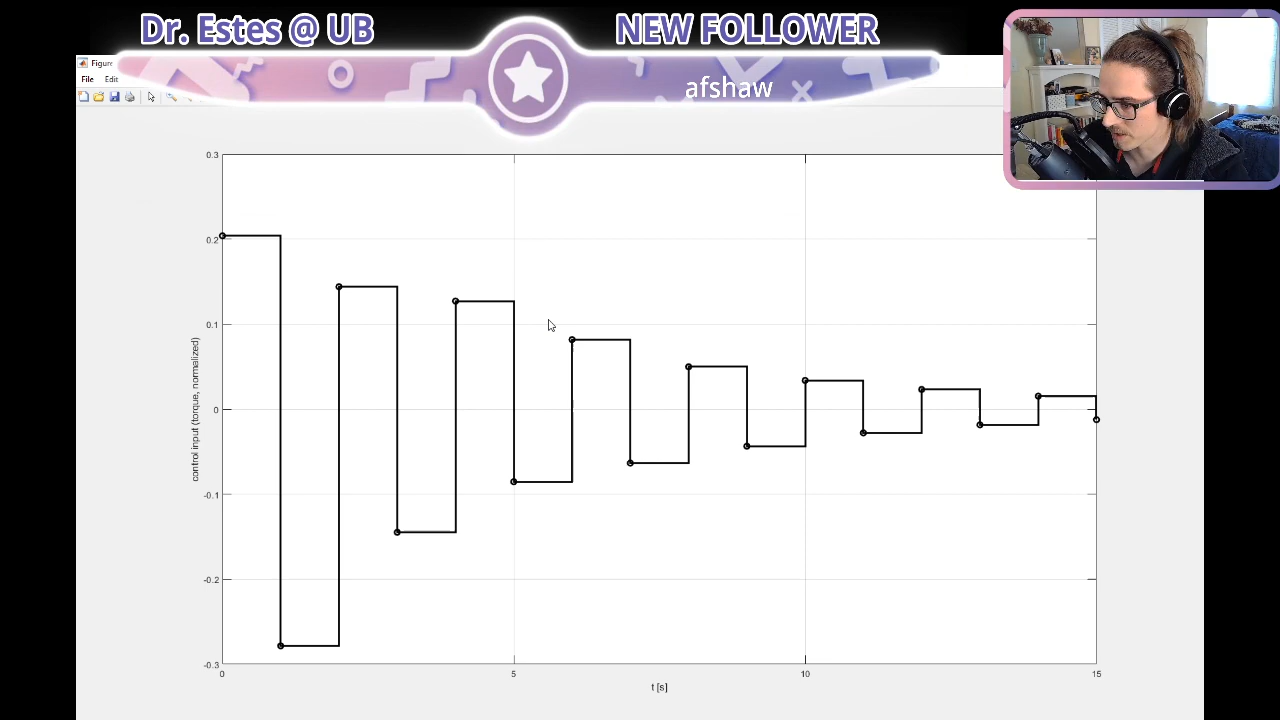 Dr. Estes @ UB
NEW FOLLOWER
afshaw
Figure
File Edit
0.3
0.2
0.1
0
-0.1
-0.2
-0.3
control input (torque, normalized)
0 5 10 15
t [s]